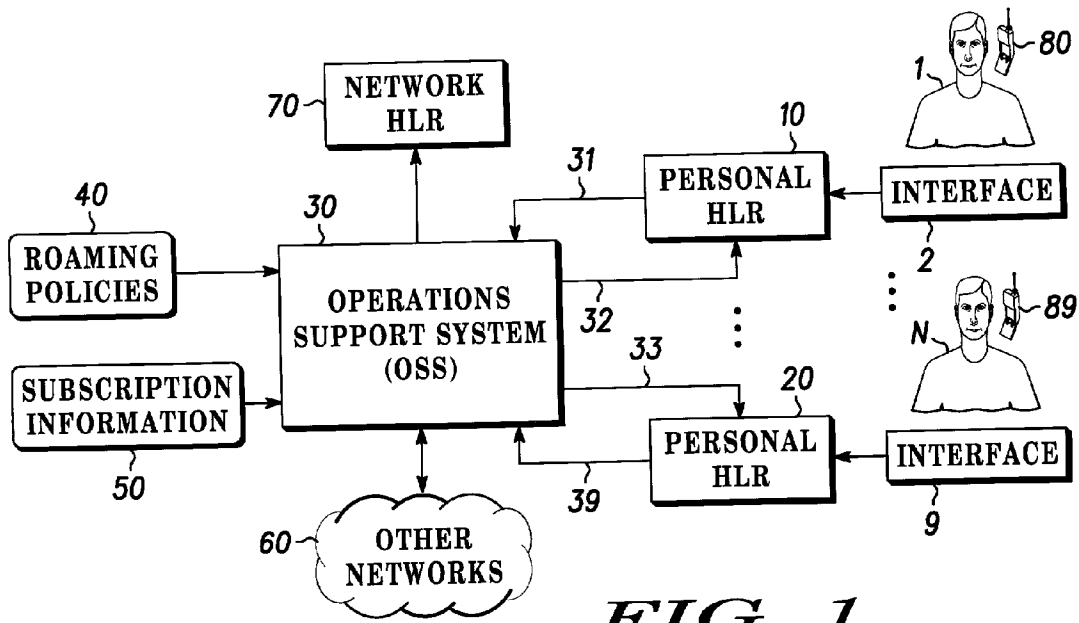 80
1
NETWORK
HLR
70
10
31
PERSONAL
HLR
INTERFACE
2
40
ROAMING
POLICIES
30
OPERATIONS
SUPPORT SYSTEM
(OSS)
32
89
N
33
SUBSCRIPTION
INFORMATION
50
20
PERSONAL
HLR
INTERFACE
9
39
60
OTHER
NETWORKS
FIG. 1